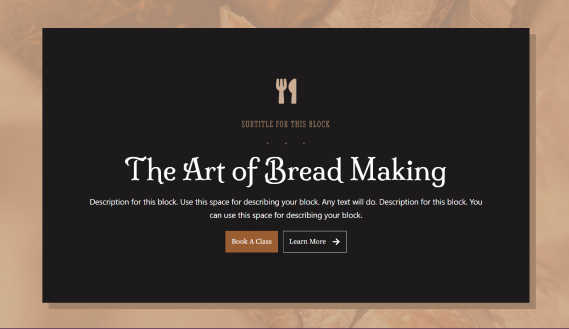 SUBTITLE FOR THIS BLOCK
The Art of Bread Making
Description for this block. Use this space for describing your block. Any text will do. Description for this block. You
can use this space for describing your block.
Book A Class
Learn More